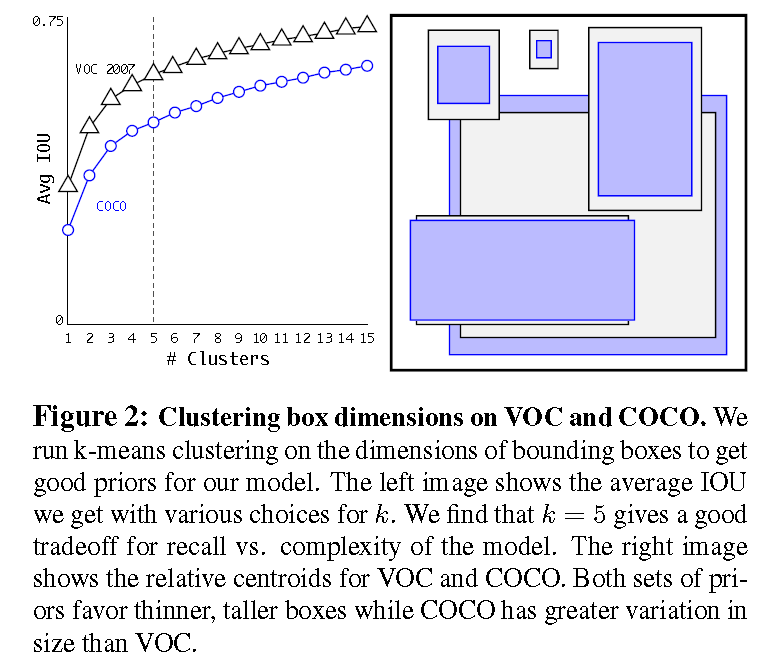 0.75
VOC 2007
Avg IOU
COCO
0
1 2 3 4 5 6 7 8 9 10 11 12 13 14 15
# Clusters
Figure 2: Clustering box dimensions on VOC and COCO. We
run k-means clustering on the dimensions of bounding boxes to get
good priors for our model. The left image shows the average IOU
we get with various choices for k. We find that k = 5 gives a good
tradeoff for recall vs. complexity of the model. The right image
shows the relative centroids for VOC and COCO. Both sets of pri-
ors favor thinner, taller boxes while COCO has greater variation in
size than VOC.